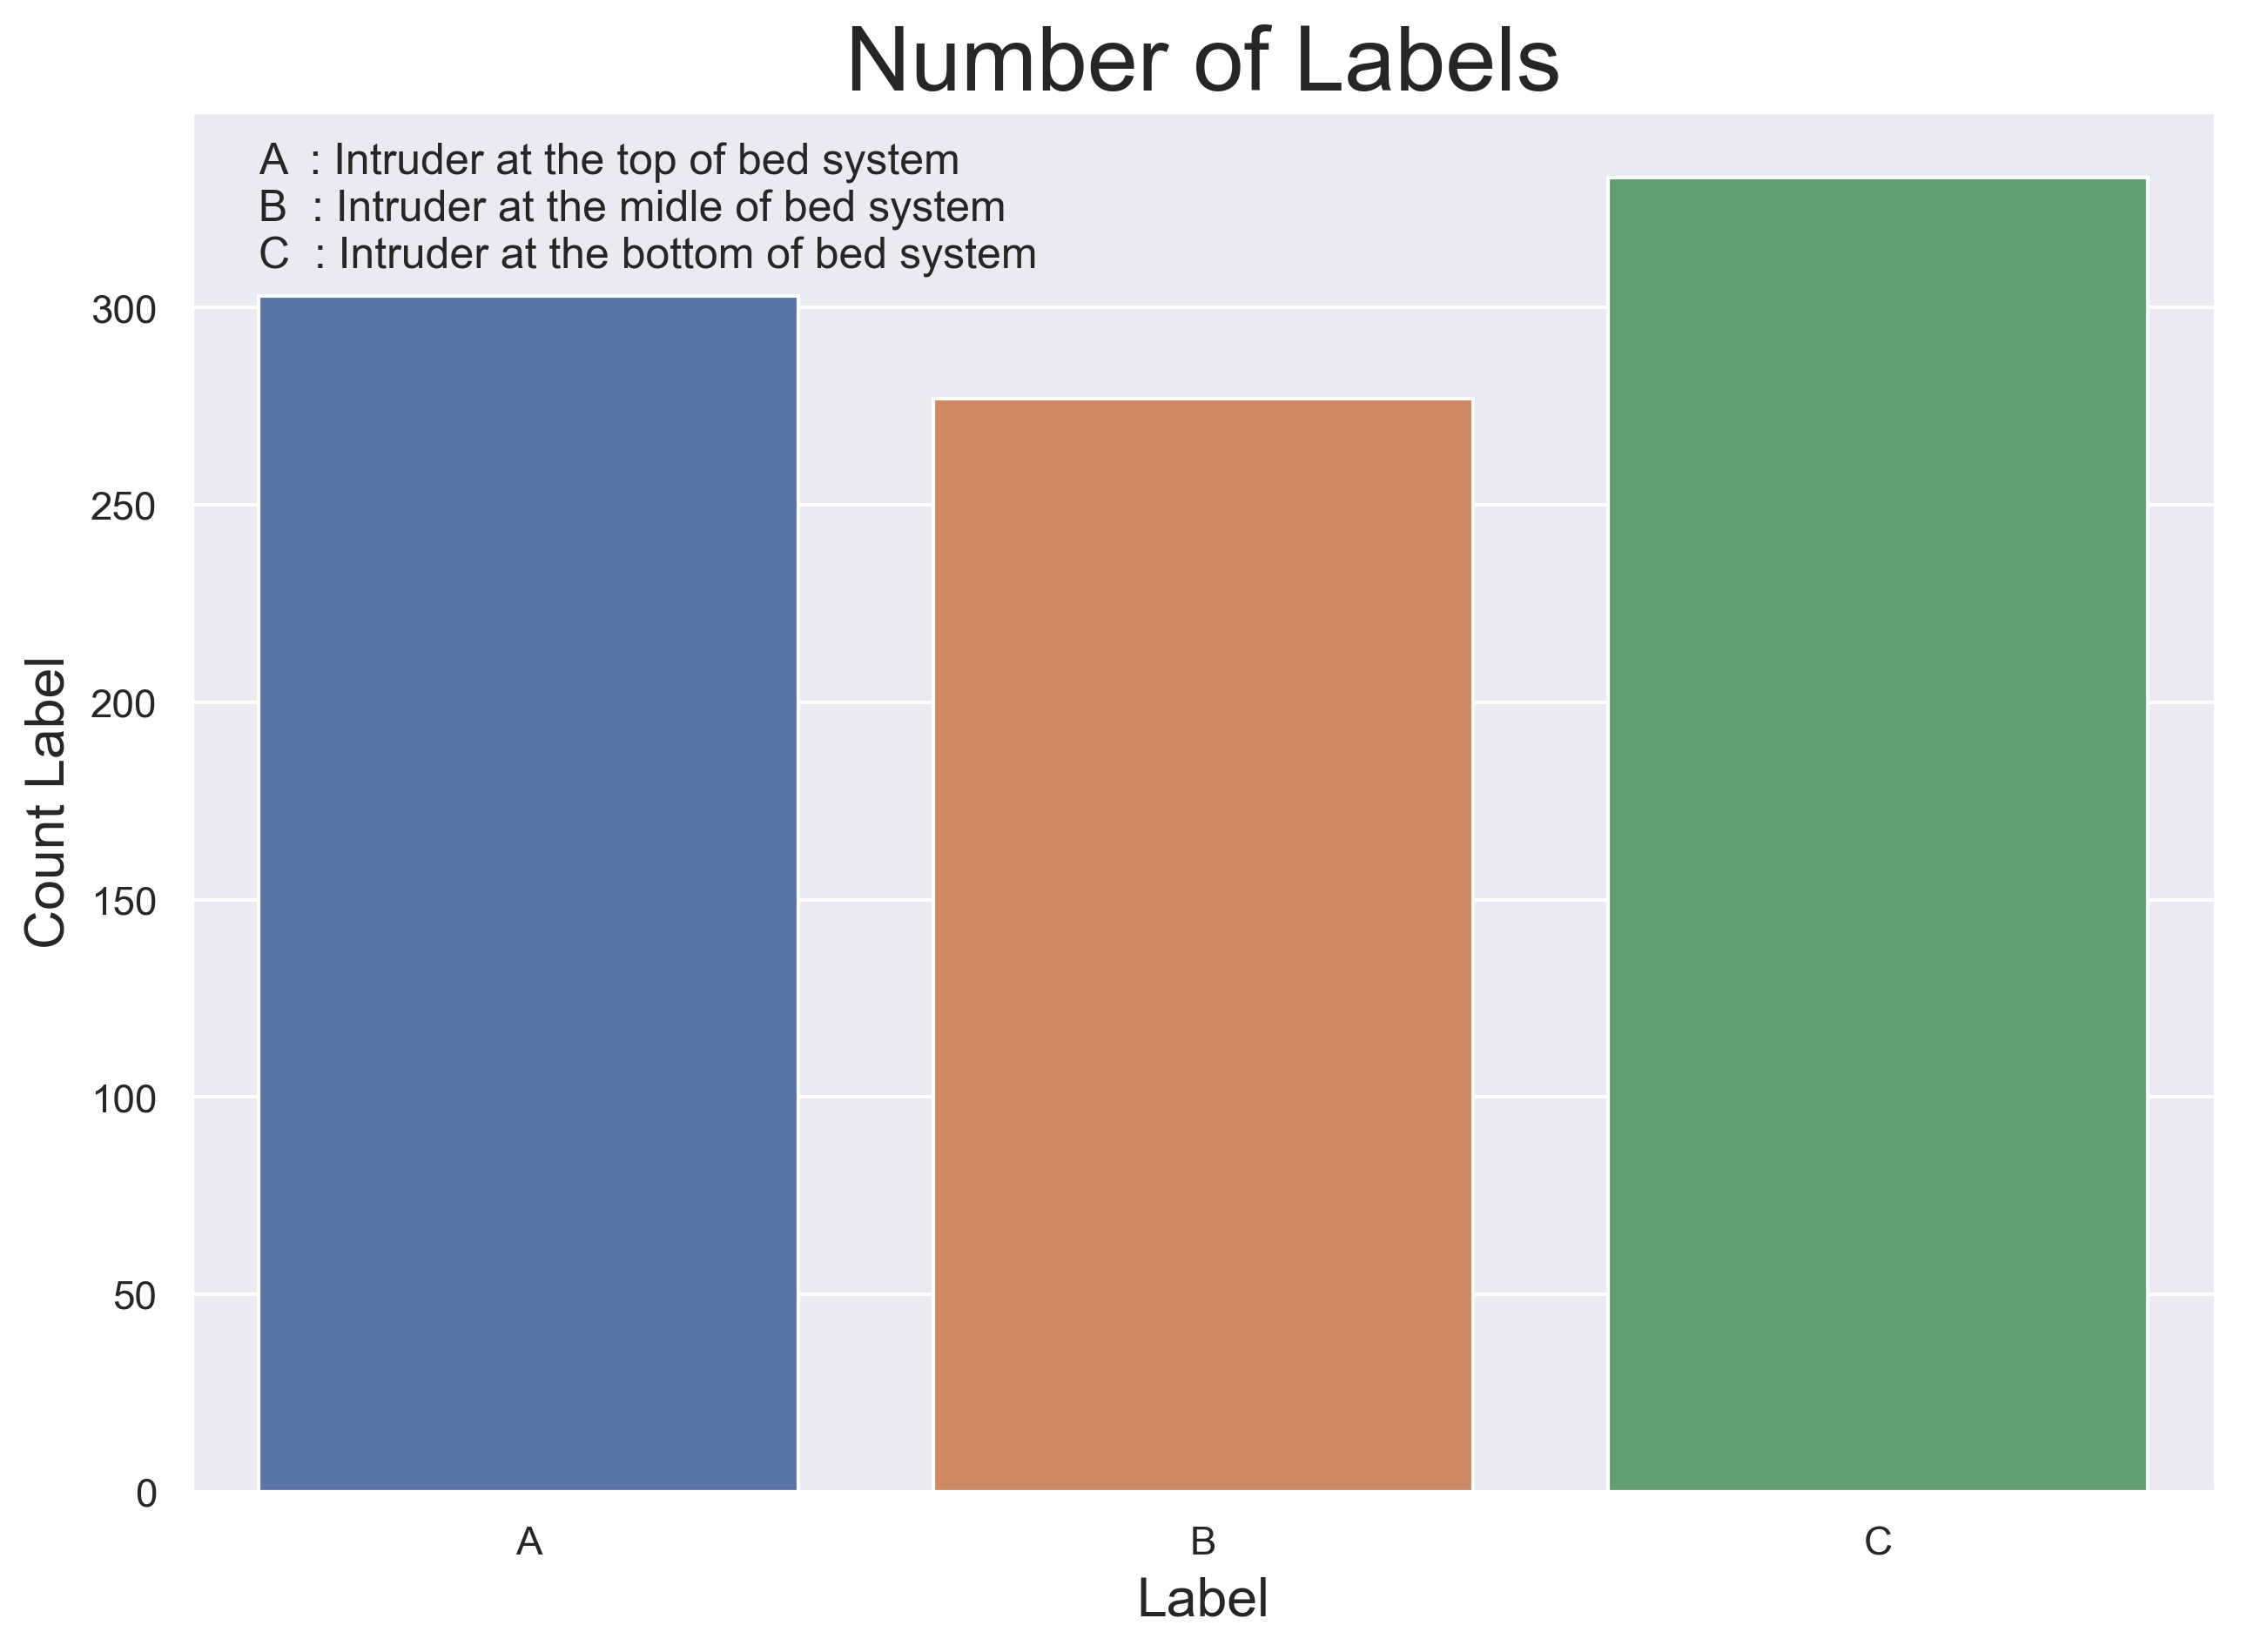 Number of Labels
A : Intruder at the top of bed system
B : Intruder at the midle of bed system
C : Intruder at the bottom of bed system
300
250
200
150
100
50
0
Count Label
A B C
Label